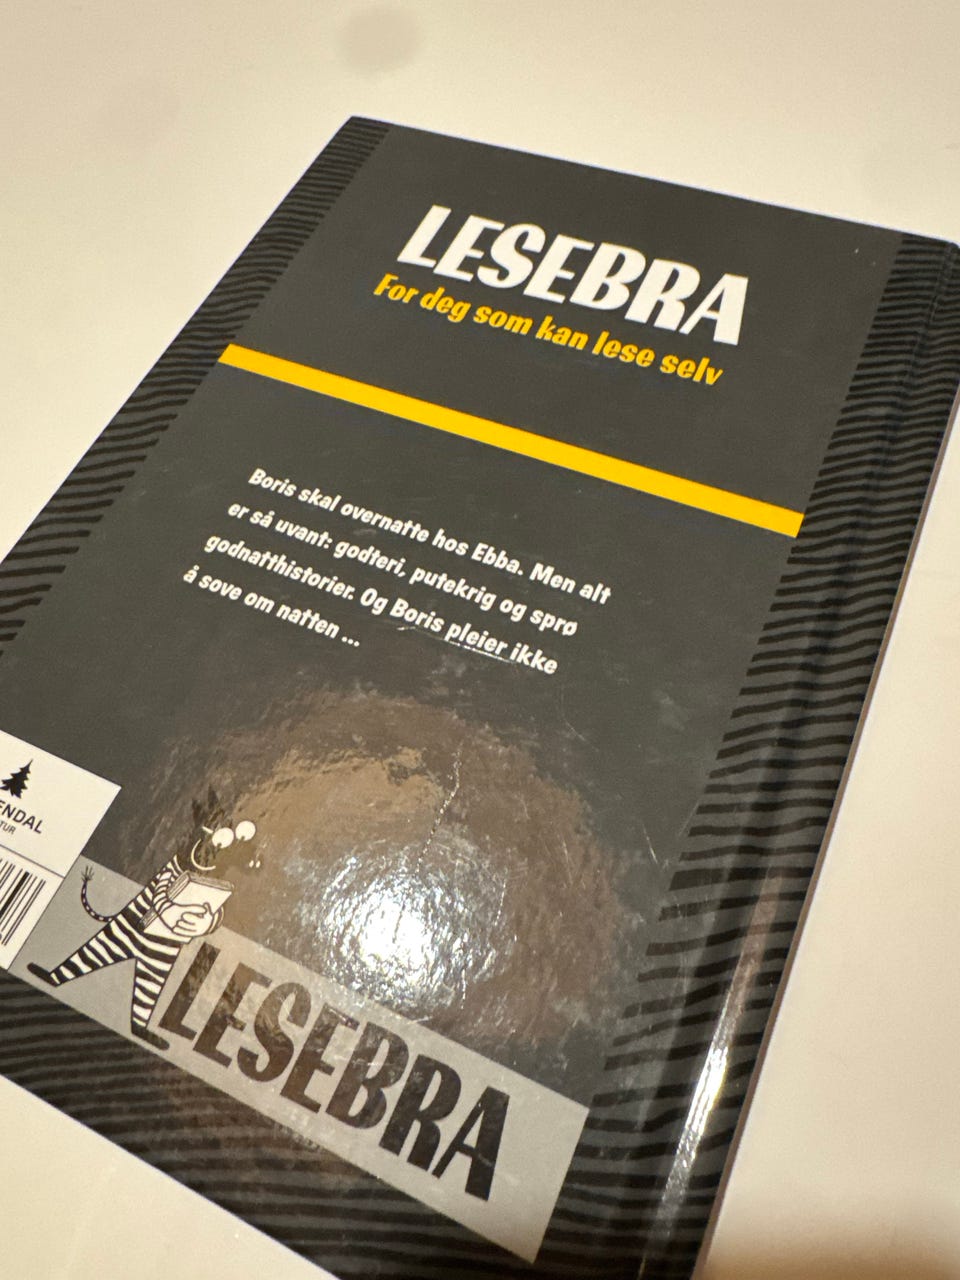 LESEBRA
For deg som kan lese selv
Boris skal overnatte hos Ebba. Men alt
er så uvant: godteri, putekrig og sprø
godnatthistorier. Og Boris pleier ikke
å sove om natten ...
LESEBRA